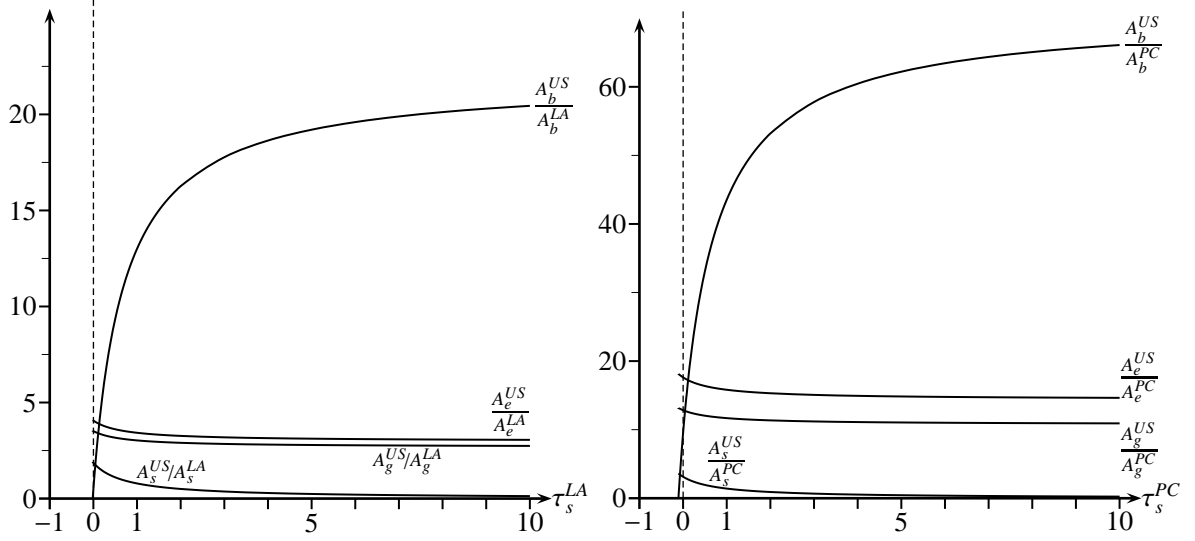 A_b^{US}/A_b^{LA}
20
15
10
5
0
A_e^{US}/A_e^{LA}
A_g^{US}/A_g^{LA}
A_s^{US}/A_s^{LA}
−1 0 1 5 10 τ_s^{LA}
A_b^{US}/A_b^{PC}
60
40
20
0
A_e^{US}/A_e^{PC}
A_g^{US}/A_g^{PC}
A_s^{US}/A_s^{PC}
−1 0 1 5 10 τ_s^{PC}